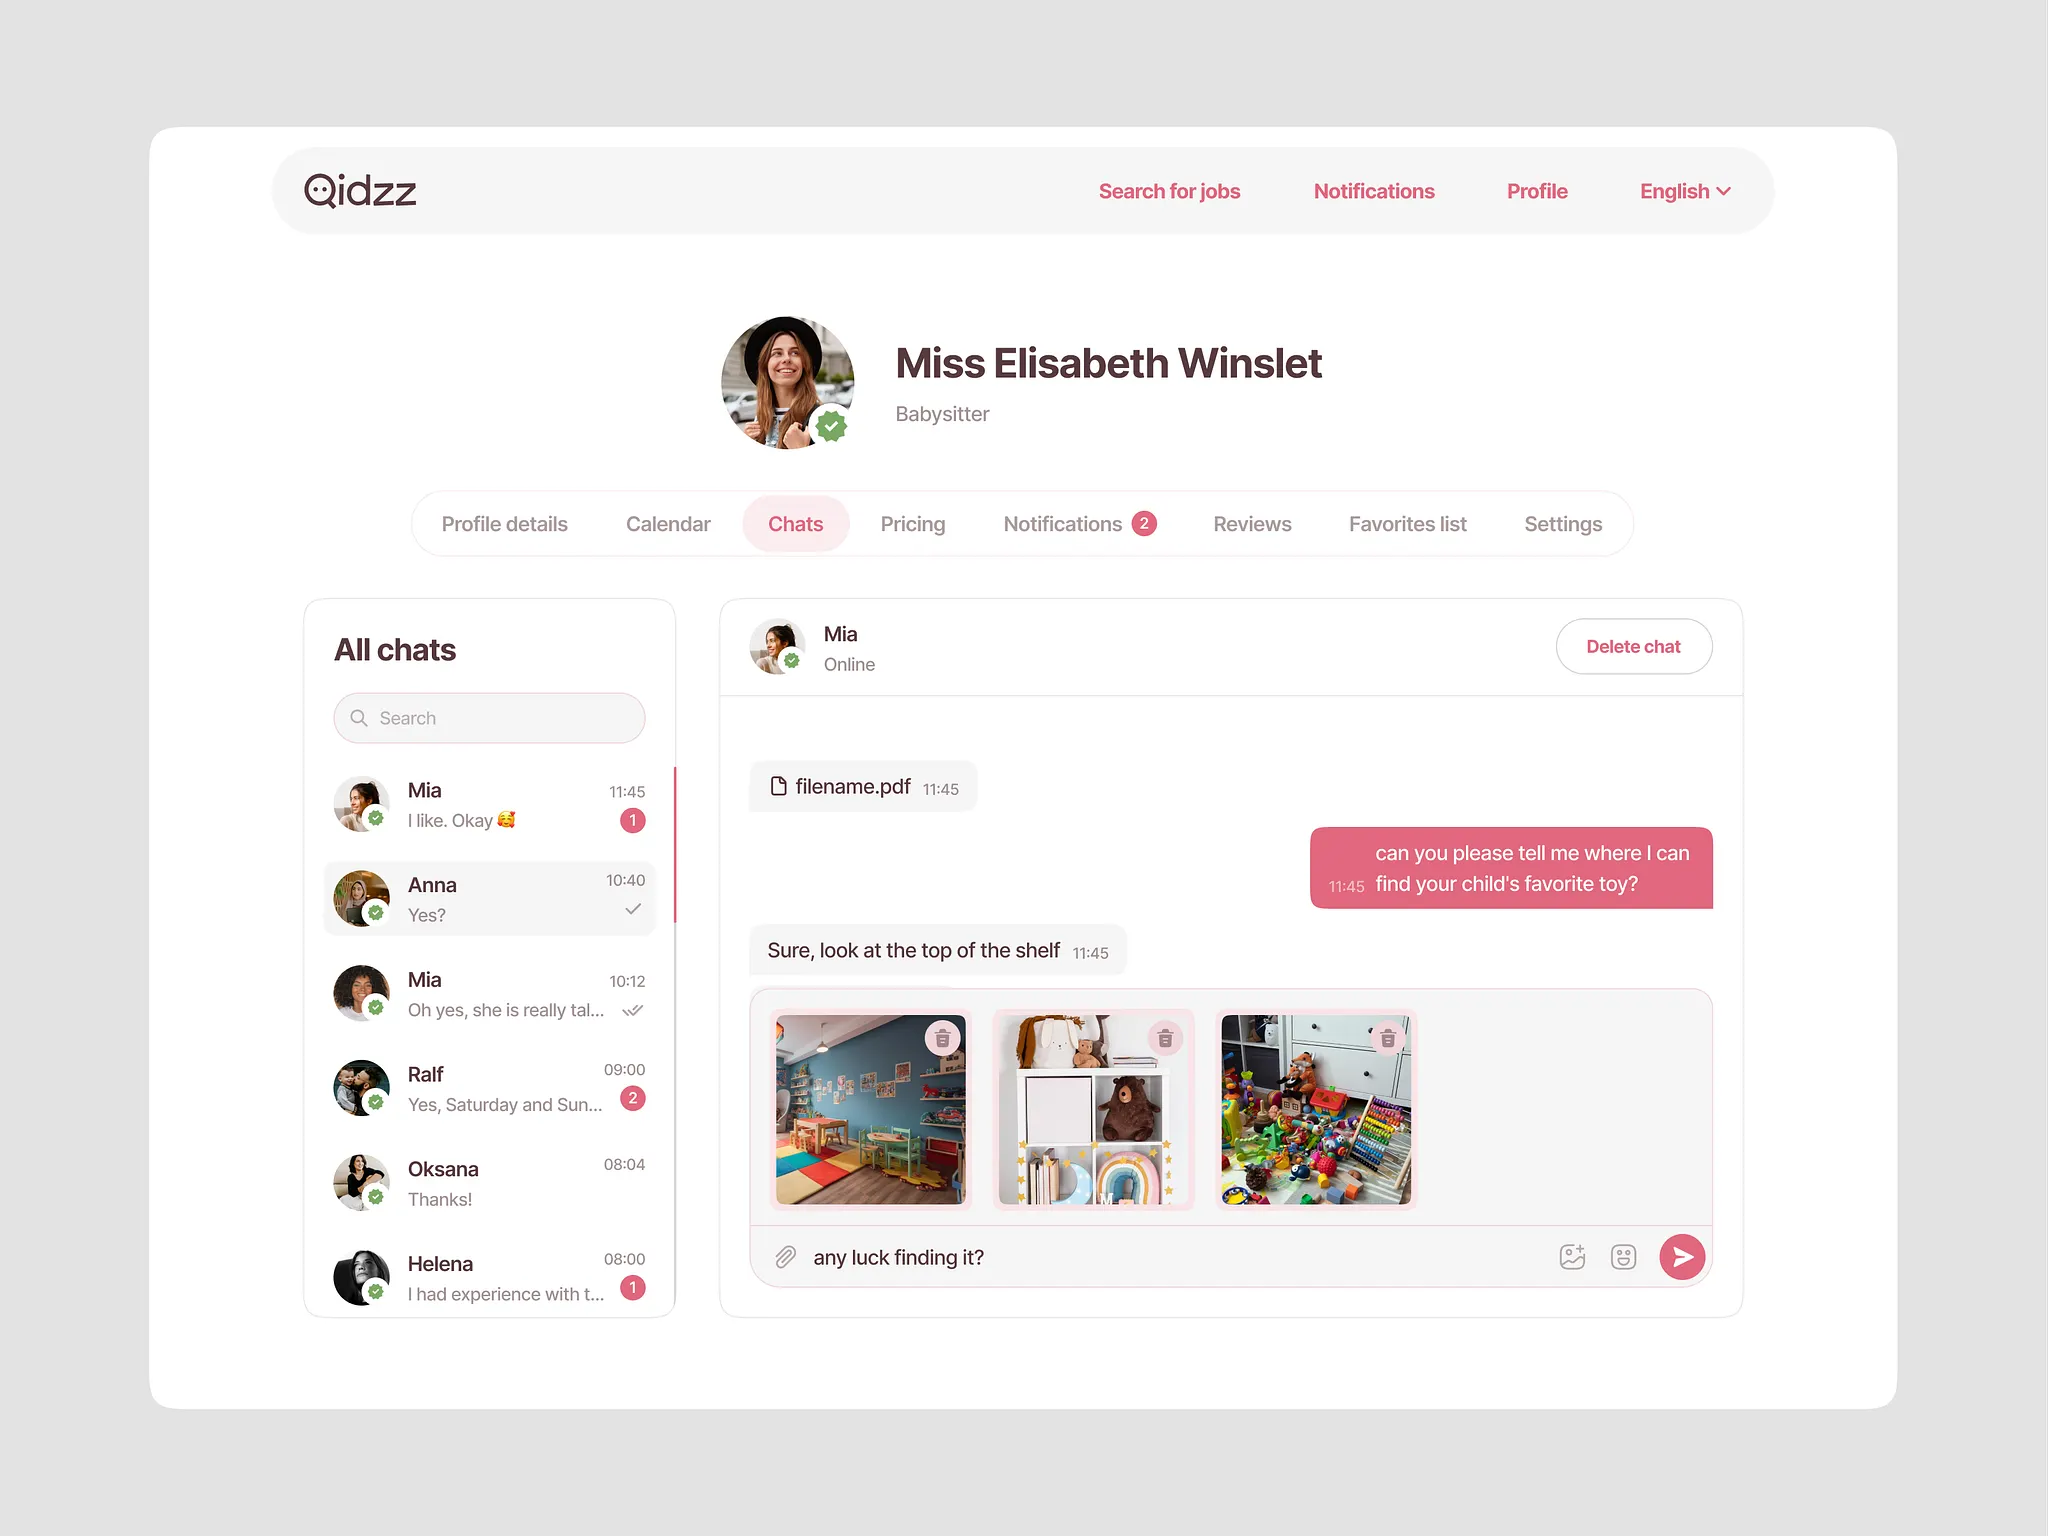 Qidzz
Search for jobs
Notifications
Profile
English
Miss Elisabeth Winslet
Babysitter
Profile details
Calendar
Chats
Pricing
Notifications 2
Reviews
Favorites list
Settings
All chats
Search
Mia 11:45
I like. Okay 🥰 1
Anna 10:40
Yes?
Mia 10:12
Oh yes, she is really tal...
Ralf 09:00
Yes, Saturday and Sun... 2
Oksana 08:04
Thanks!
Helena 08:00
I had experience with t... 1
Mia
Online
Delete chat
filename.pdf 11:45
can you please tell me where I can
11:45 find your child's favorite toy?
Sure, look at the top of the shelf 11:45
any luck finding it?